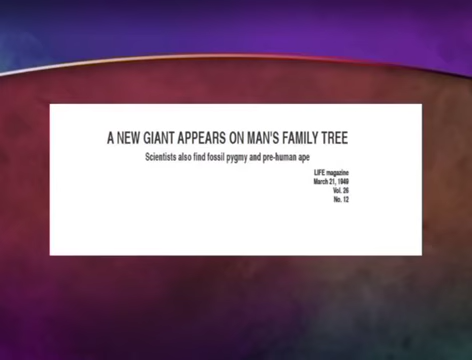 A NEW GIANT APPEARS ON MAN'S FAMILY TREE
Scientists also find fossil pygmy and pre-human ape
LIFE magazine
March 21, 1949
Vol. 26
No. 12